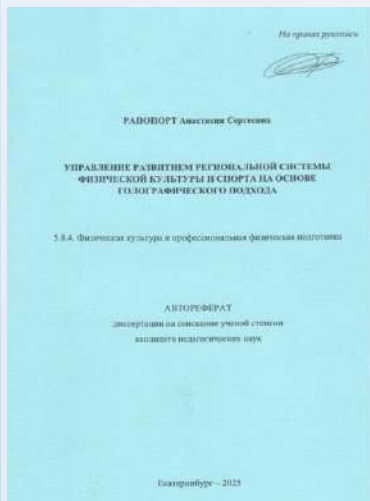 На правах рукописи
РАПОПОРТ Анастасия Сергеевна
УПРАВЛЕНИЕ РАЗВИТИЕМ РЕГИОНАЛЬНОЙ СИСТЕМЫ
ФИЗИЧЕСКОЙ КУЛЬТУРЫ И СПОРТА НА ОСНОВЕ
ГОЛОГРАФИЧЕСКОГО ПОДХОДА
5.8.4. Физическая культура и профессиональная физическая подготовка
АВТОРЕФЕРАТ
диссертации на соискание ученой степени
кандидата педагогических наук
Екатеринбург – 2025